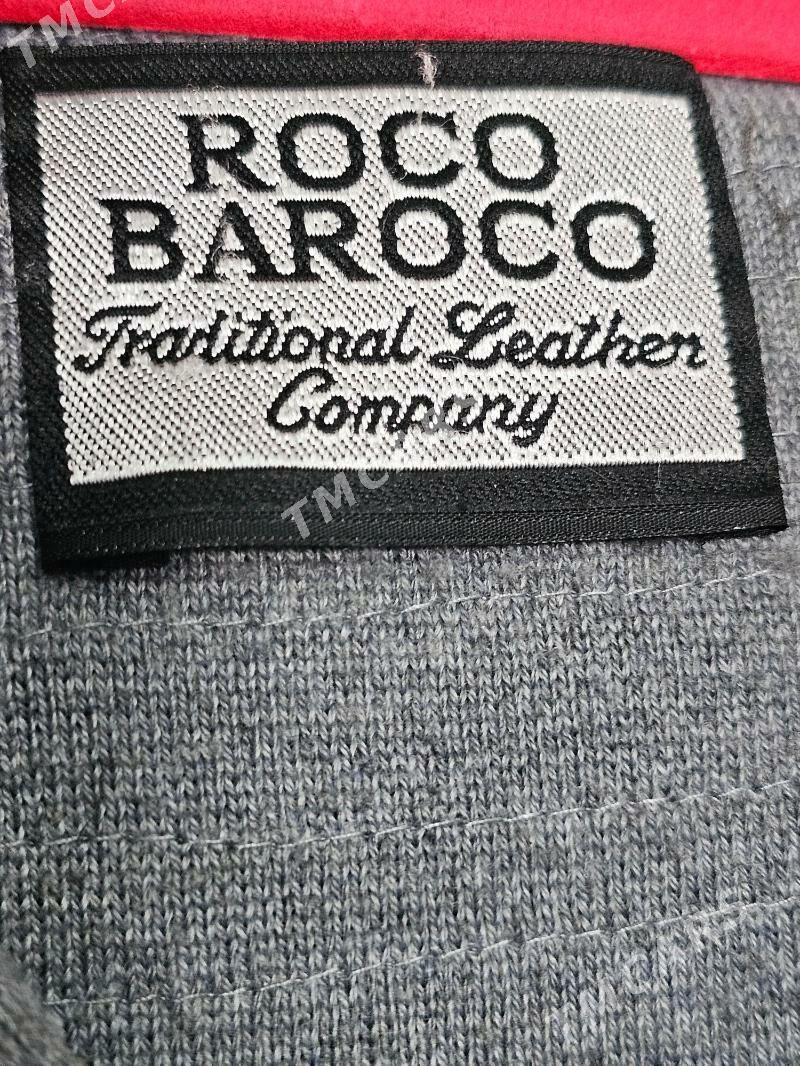 ROCO
BAROCO
Traditional Leather
Company